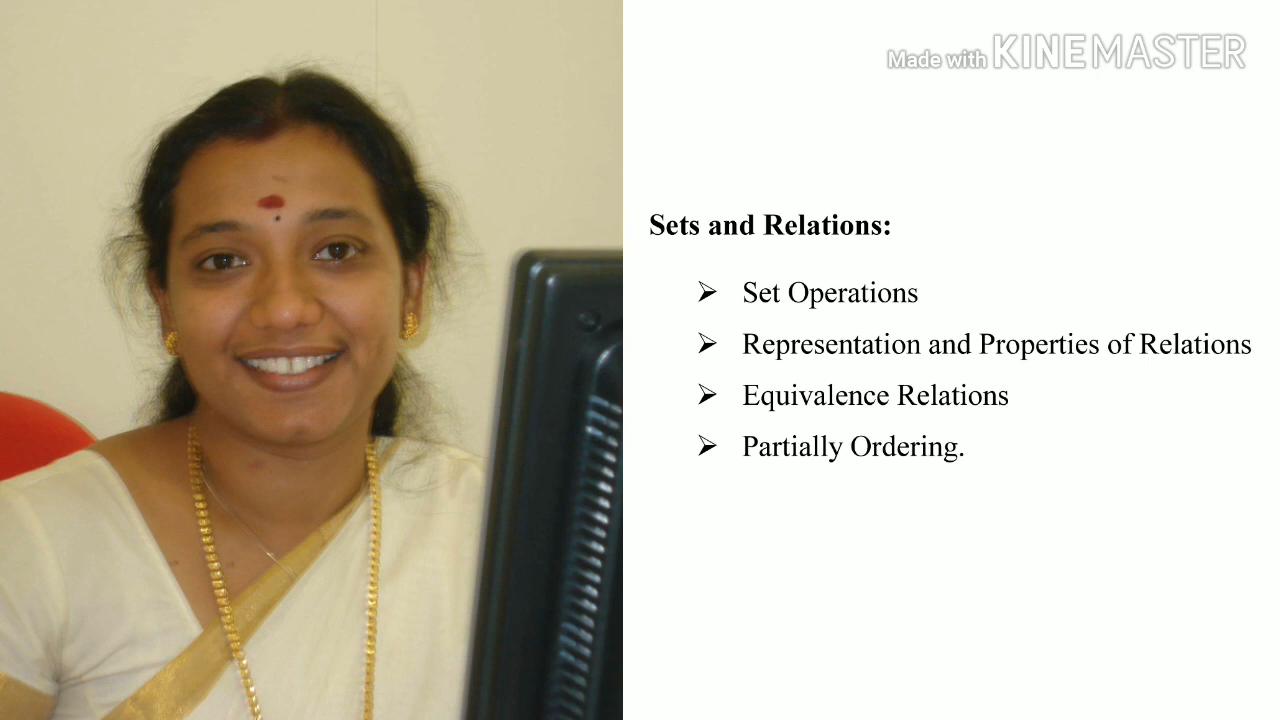 Made with KINEMASTER
Sets and Relations:
➢ Set Operations
➢ Representation and Properties of Relations
➢ Equivalence Relations
➢ Partially Ordering.